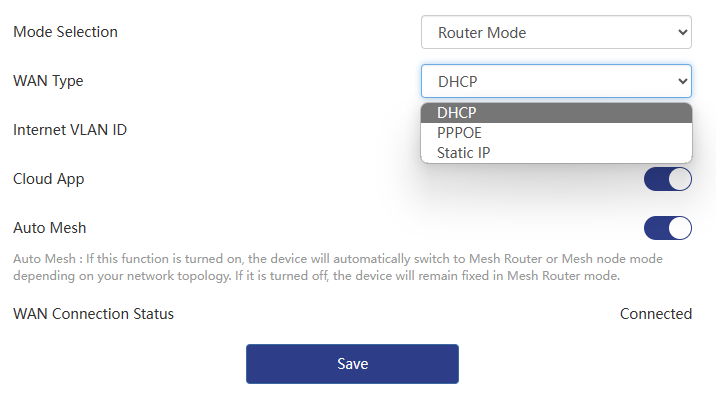 Mode Selection
Router Mode
WAN Type
DHCP
DHCP
Internet VLAN ID
PPPOE
Static IP
Cloud App
Auto Mesh
Auto Mesh : If this function is turned on, the device will automatically switch to Mesh Router or Mesh node mode
depending on your network topology. If it is turned off, the device will remain fixed in Mesh Router mode.
WAN Connection Status
Connected
Save